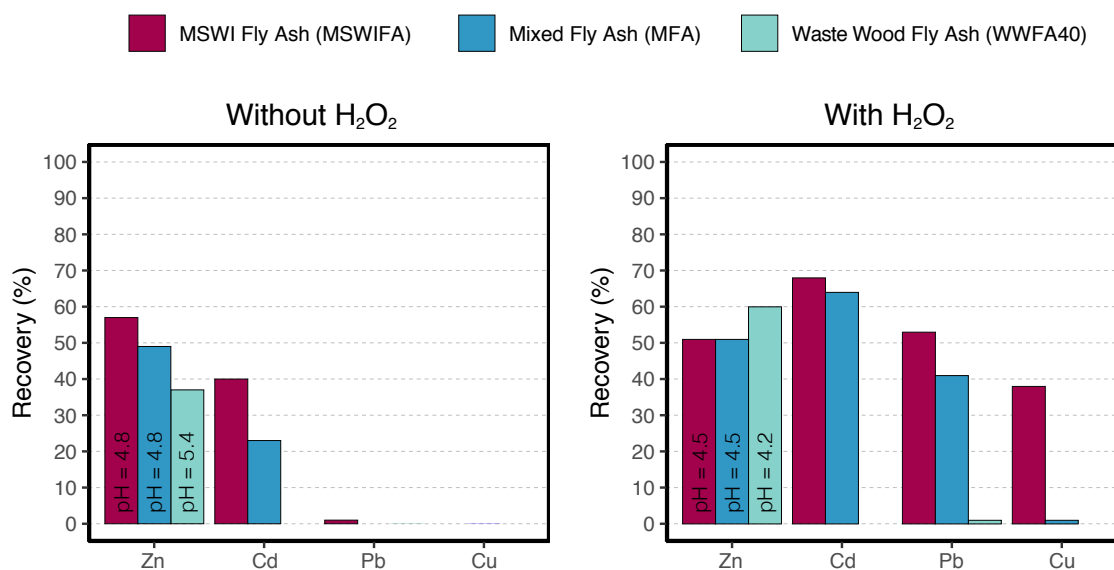 MSWI Fly Ash (MSWIFA) Mixed Fly Ash (MFA) Waste Wood Fly Ash (WWFA40)
Without H₂O₂
Recovery (%)
100
90
80
70
60
50
40
30
20
10
0
pH = 4.8
pH = 4.8
pH = 5.4
Zn Cd Pb Cu
With H₂O₂
Recovery (%)
100
90
80
70
60
50
40
30
20
10
0
pH = 4.5
pH = 4.5
pH = 4.2
Zn Cd Pb Cu